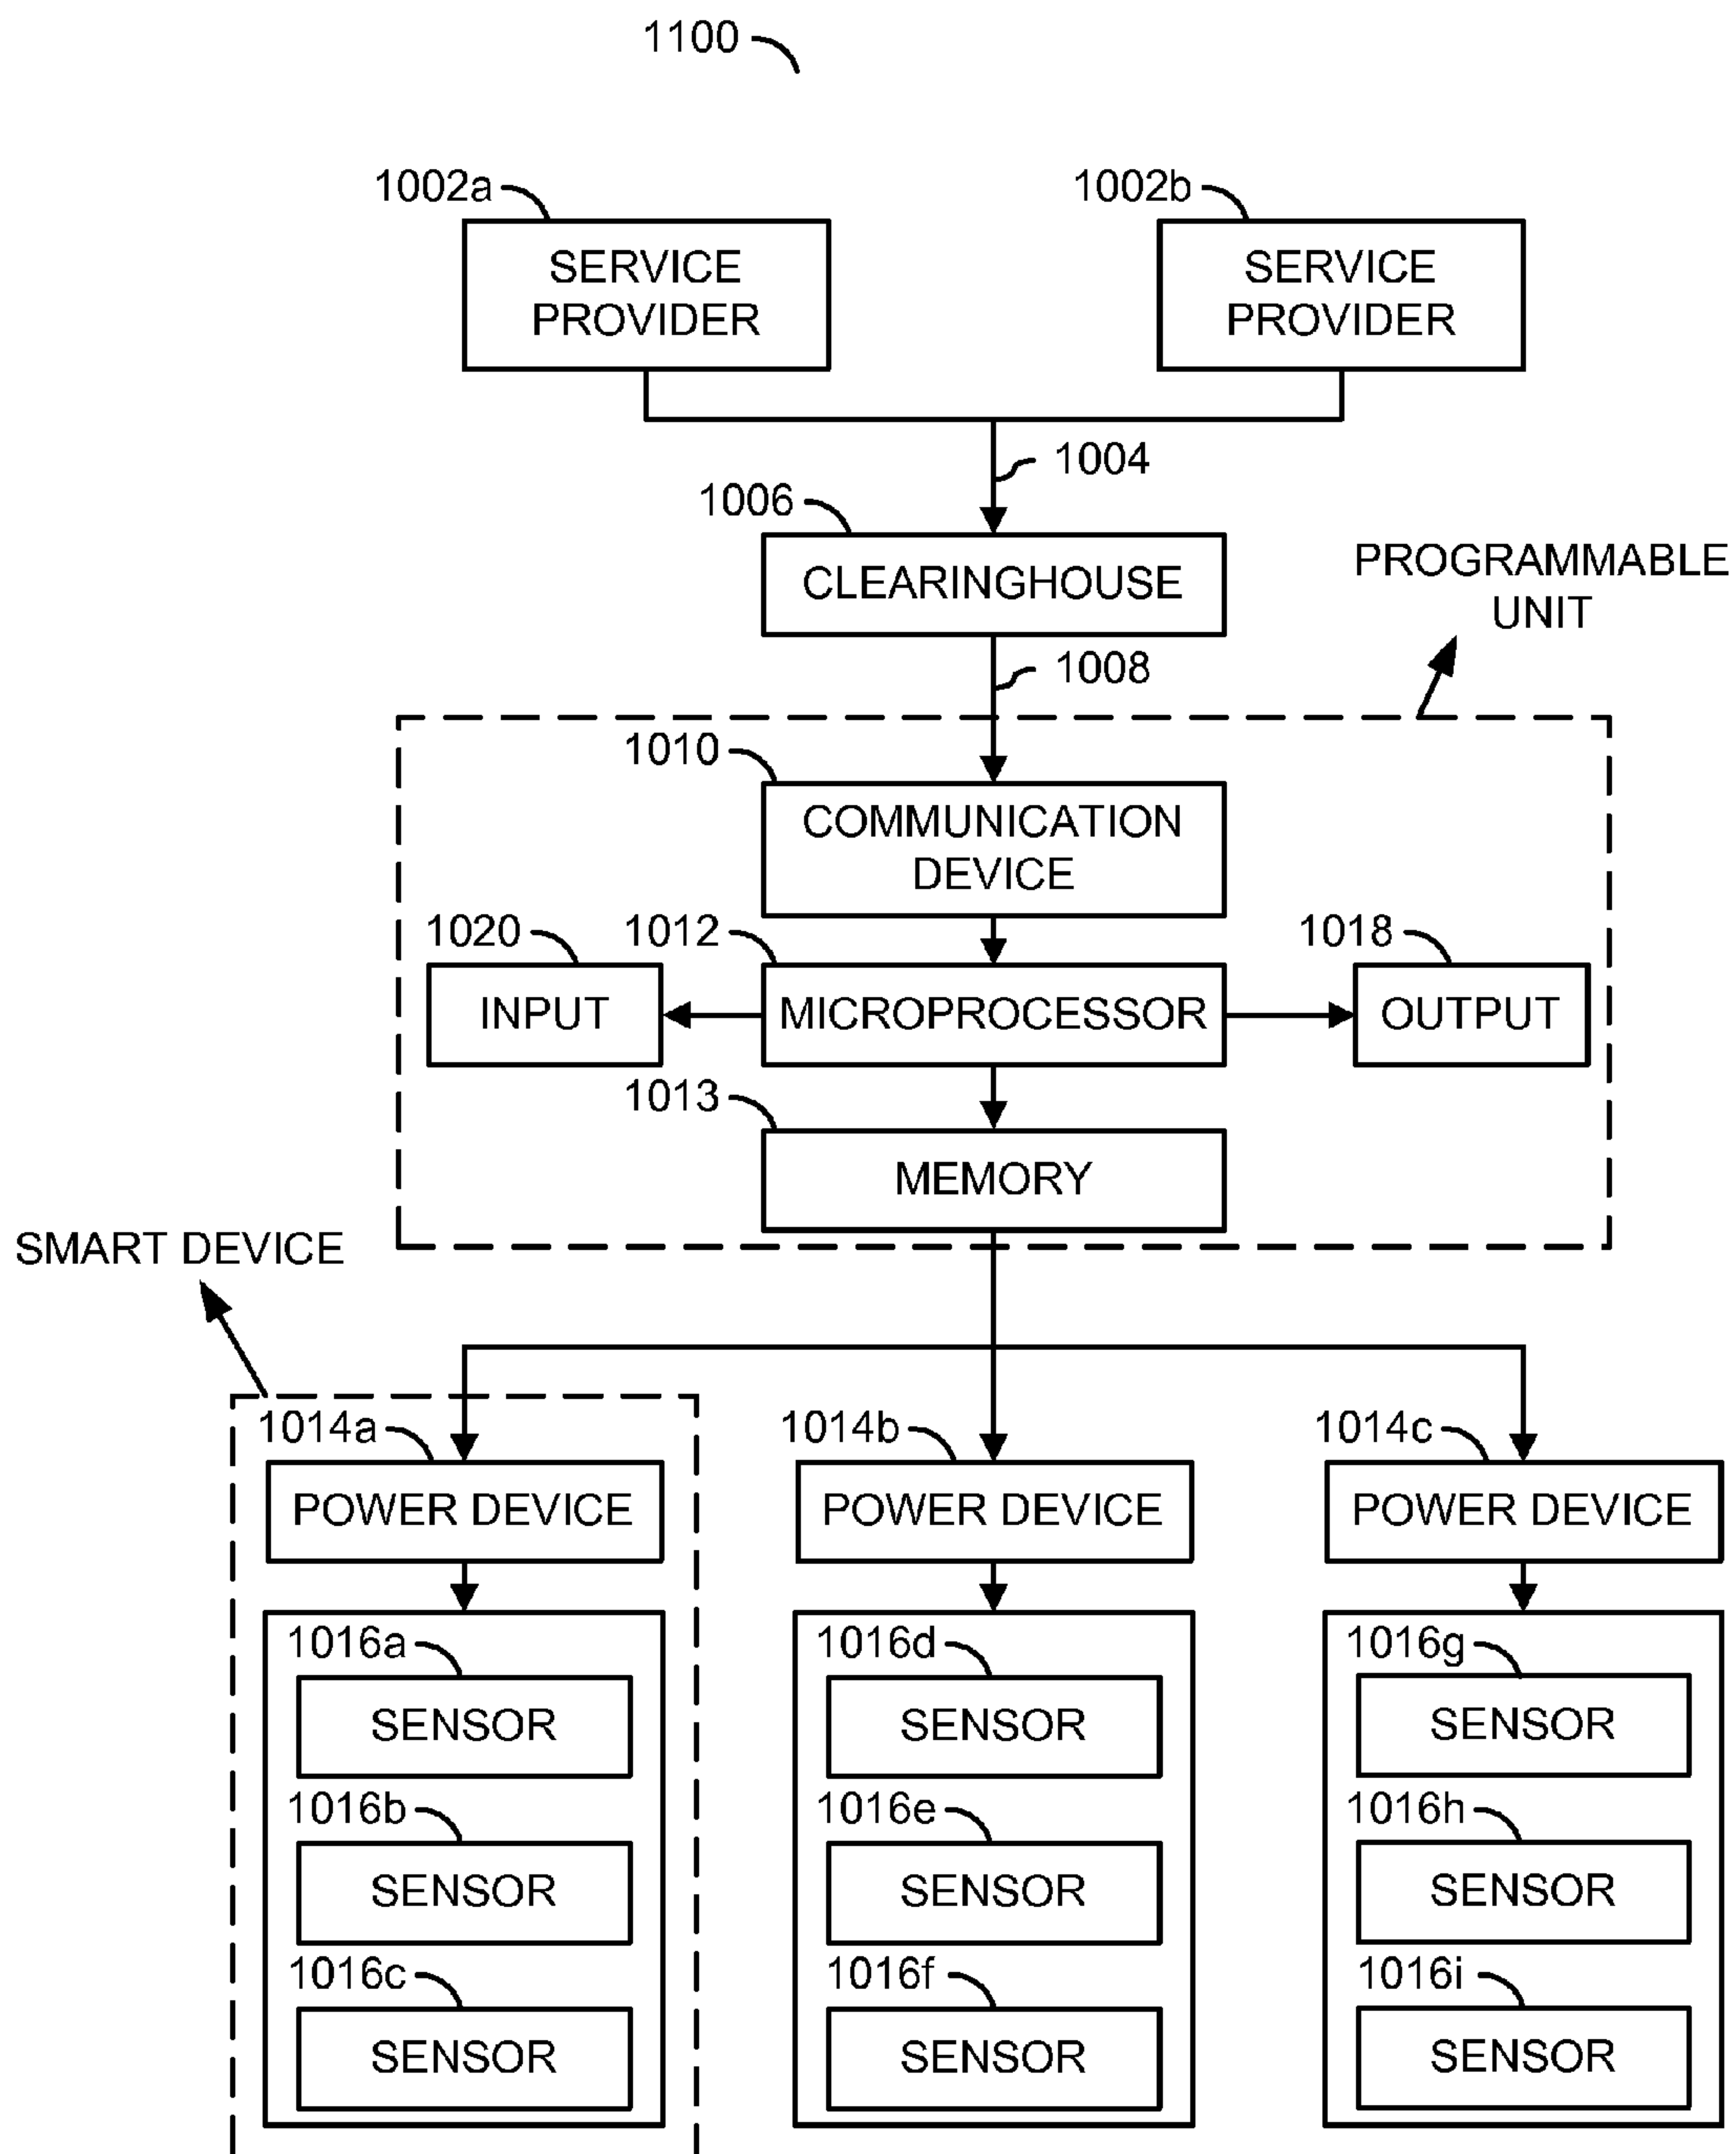 1100
1002a
1002b
SERVICE
PROVIDER
SERVICE
PROVIDER
1004
1006
CLEARINGHOUSE
PROGRAMMABLE
UNIT
1008
1010
COMMUNICATION
DEVICE
1020
1012
1018
INPUT
MICROPROCESSOR
OUTPUT
1013
MEMORY
SMART DEVICE
1014a
1014b
1014c
POWER DEVICE
POWER DEVICE
POWER DEVICE
1016a
SENSOR
1016b
SENSOR
1016c
SENSOR
1016d
SENSOR
1016e
SENSOR
1016f
SENSOR
1016g
SENSOR
1016h
SENSOR
1016i
SENSOR